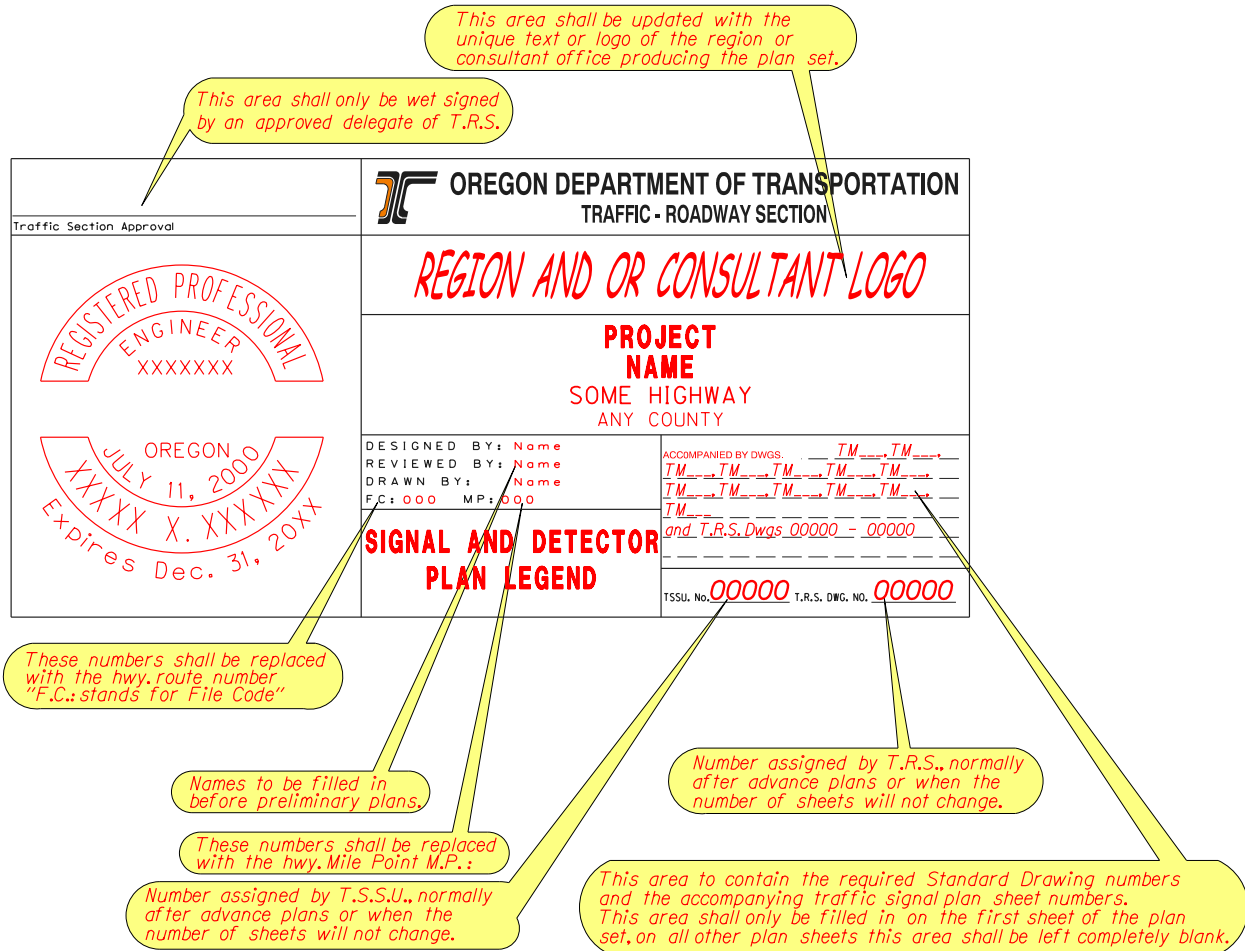 This area shall be updated with the
unique text or logo of the region or
consultant office producing the plan set.
This area shall only be wet signed
by an approved delegate of T.R.S.
Traffic Section Approval
OREGON DEPARTMENT OF TRANSPORTATION
TRAFFIC - ROADWAY SECTION
REGION AND OR CONSULTANT LOGO
REGISTERED PROFESSIONAL
ENGINEER
XXXXXXX
OREGON
JULY 11, 2000
XXXXX X. XXXXXX
Expires Dec. 31, 20XX
PROJECT
NAME
SOME HIGHWAY
ANY COUNTY
DESIGNED BY: Name
REVIEWED BY: Name
DRAWN BY: Name
FC: 000 MP: 000
SIGNAL AND DETECTOR
PLAN LEGEND
ACCOMPANIED BY DWGS. TM___, TM___,
TM___, TM___, TM___, TM___, TM___,
TM___, TM___, TM___, TM___, TM___,
TM___
and T.R.S. Dwgs 00000 - 00000
TSSU. No. 00000 T.R.S. DWG. NO. 00000
These numbers shall be replaced
with the hwy. route number
"F.C.: stands for File Code"
Names to be filled in
before preliminary plans.
These numbers shall be replaced
with the hwy. Mile Point M.P.:
Number assigned by T.S.S.U., normally
after advance plans or when the
number of sheets will not change.
Number assigned by T.R.S., normally
after advance plans or when the
number of sheets will not change.
This area to contain the required Standard Drawing numbers
and the accompanying traffic signal plan sheet numbers.
This area shall only be filled in on the first sheet of the plan
set, on all other plan sheets this area shall be left completely blank.